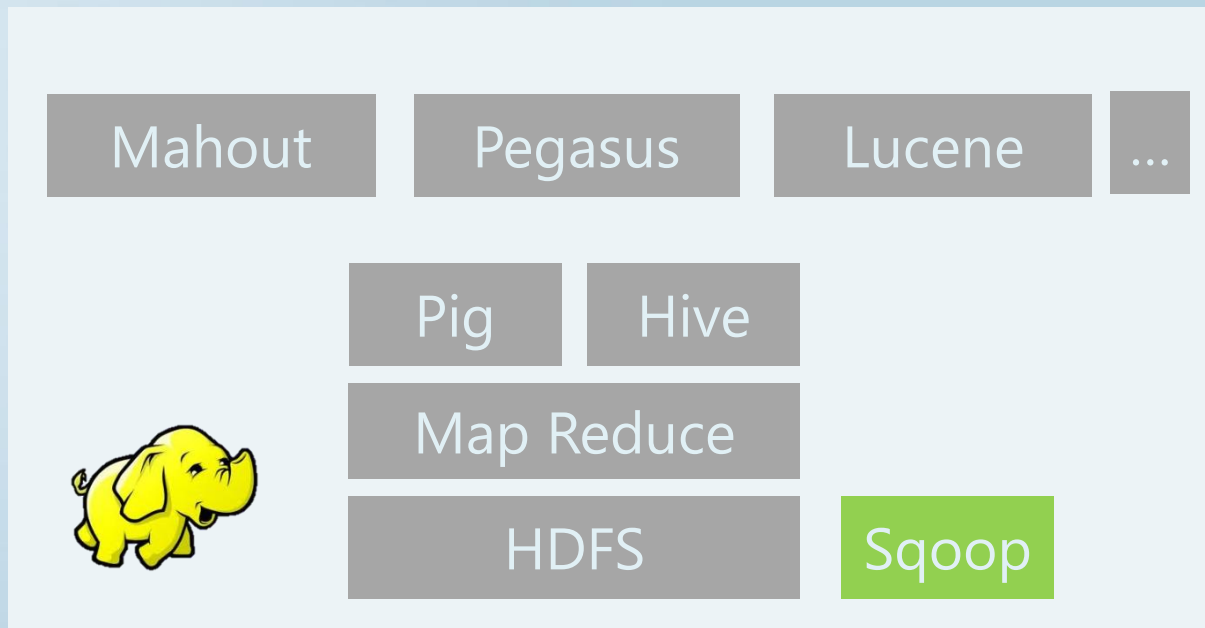 Mahout
Pegasus
Lucene
...
Pig
Hive
Map Reduce
HDFS
Sqoop